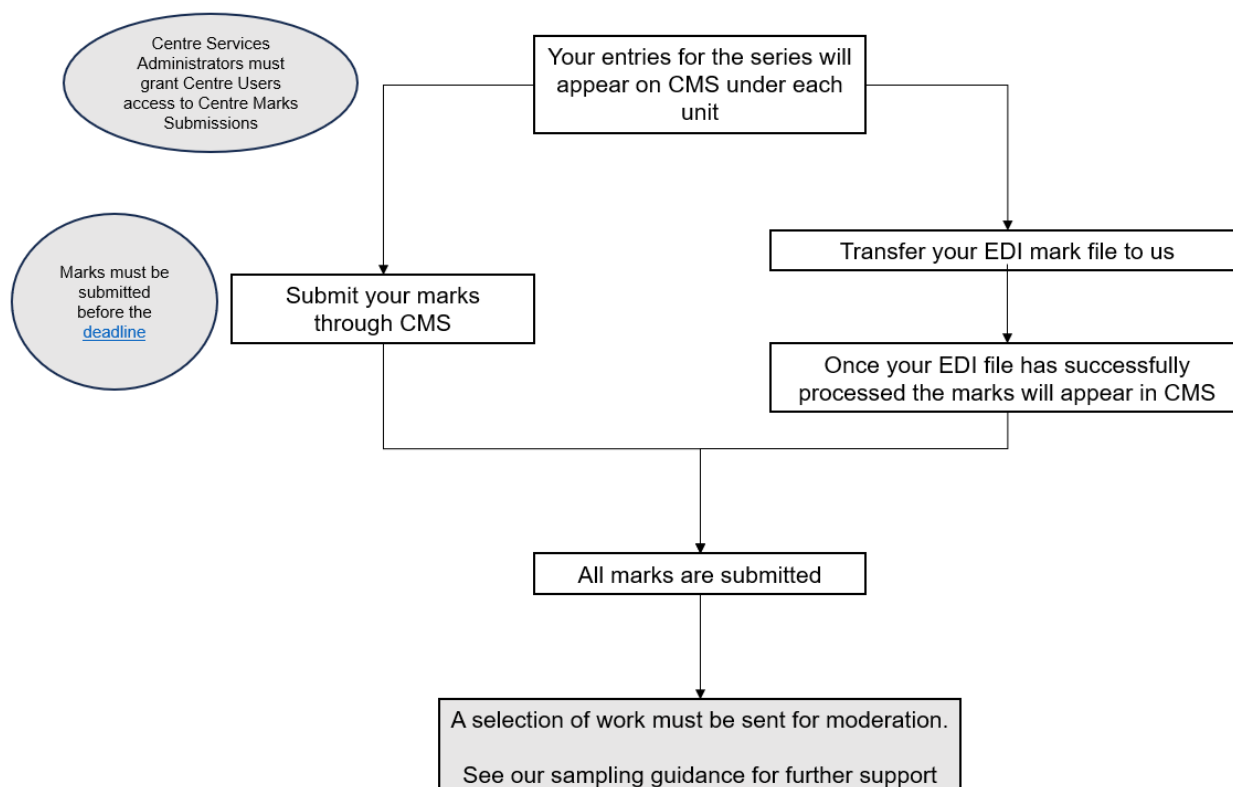 Centre Services
Administrators must
grant Centre Users
access to Centre Marks
Submissions
Your entries for the series will
appear on CMS under each
unit
Marks must be
submitted
before the
deadline
Submit your marks
through CMS
Transfer your EDI mark file to us
Once your EDI file has successfully
processed the marks will appear in CMS
All marks are submitted
A selection of work must be sent for moderation.
See our sampling guidance for further support